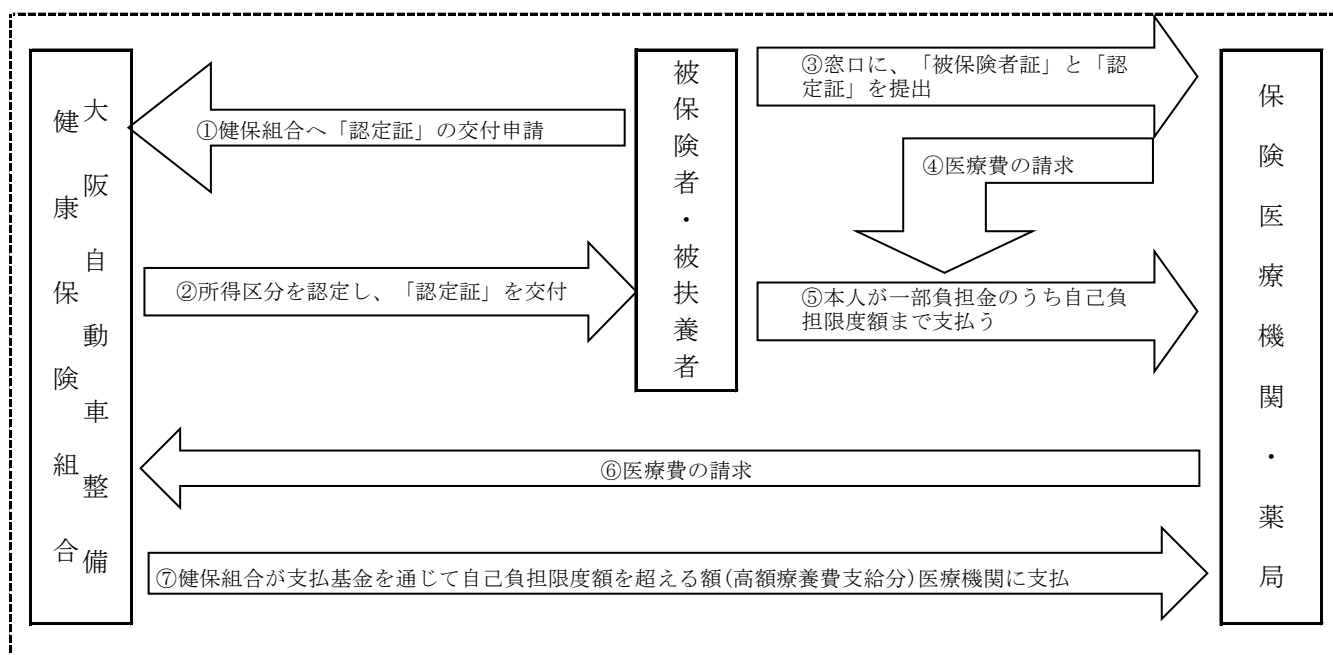 大阪自動車整備
健康保険組合
①健保組合へ「認定証」の交付申請
②所得区分を認定し、「認定証」を交付
被保険者・被扶養者
③窓口に、「被保険者証」と「認
定証」を提出
④医療費の請求
⑤本人が一部負担金のうち自己負
担限度額まで支払う
保険医療機関・薬局
⑥医療費の請求
⑦健保組合が支払基金を通じて自己負担限度額を超える額(高額療養費支給分)医療機関に支払